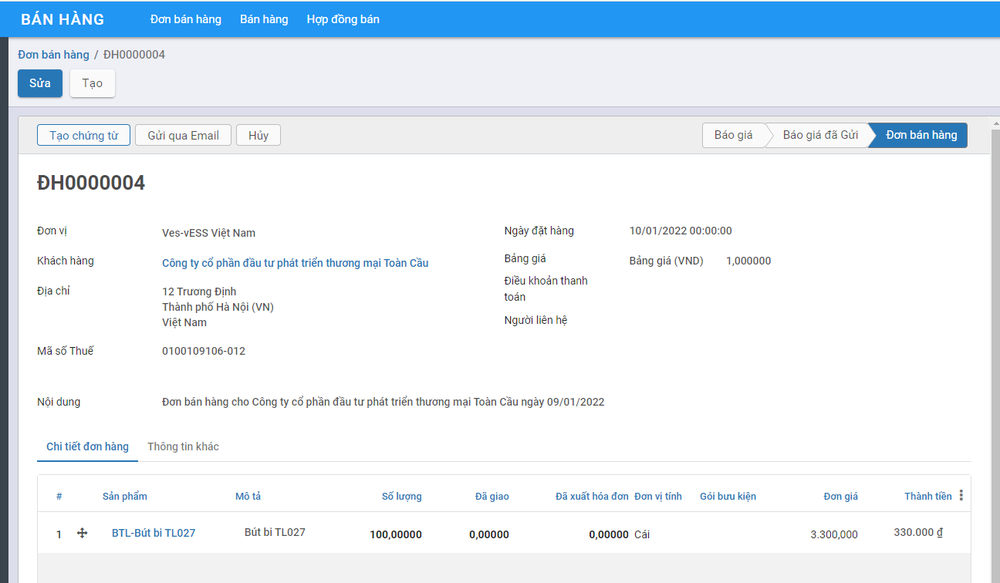 BÁN HÀNG Đơn bán hàng Bán hàng Hợp đồng bán
Đơn bán hàng / ĐH0000004
Sửa Tạo
Tạo chứng từ Gửi qua Email Hủy Báo giá Báo giá đã Gửi Đơn bán hàng
ĐH0000004
Đơn vị Ves-vESS Việt Nam
Khách hàng Công ty cổ phần đầu tư phát triển thương mại Toàn Cầu
Địa chỉ 12 Trương Định
Thành phố Hà Nội (VN)
Việt Nam
Mã số Thuế 0100109106-012
Ngày đặt hàng 10/01/2022 00:00:00
Bảng giá Bảng giá (VND) 1,000000
Điều khoản thanh
toán
Người liên hệ
Nội dung Đơn bán hàng cho Công ty cổ phần đầu tư phát triển thương mại Toàn Cầu ngày 09/01/2022
Chi tiết đơn hàng Thông tin khác
# Sản phẩm Mô tả Số lượng Đã giao Đã xuất hóa đơn Đơn vị tính Gói bưu kiện Đơn giá Thành tiền
1 BTL-Bút bi TL027 Bút bi TL027 100,00000 0,00000 0,00000 Cái 3.300,000 330.000 ₫